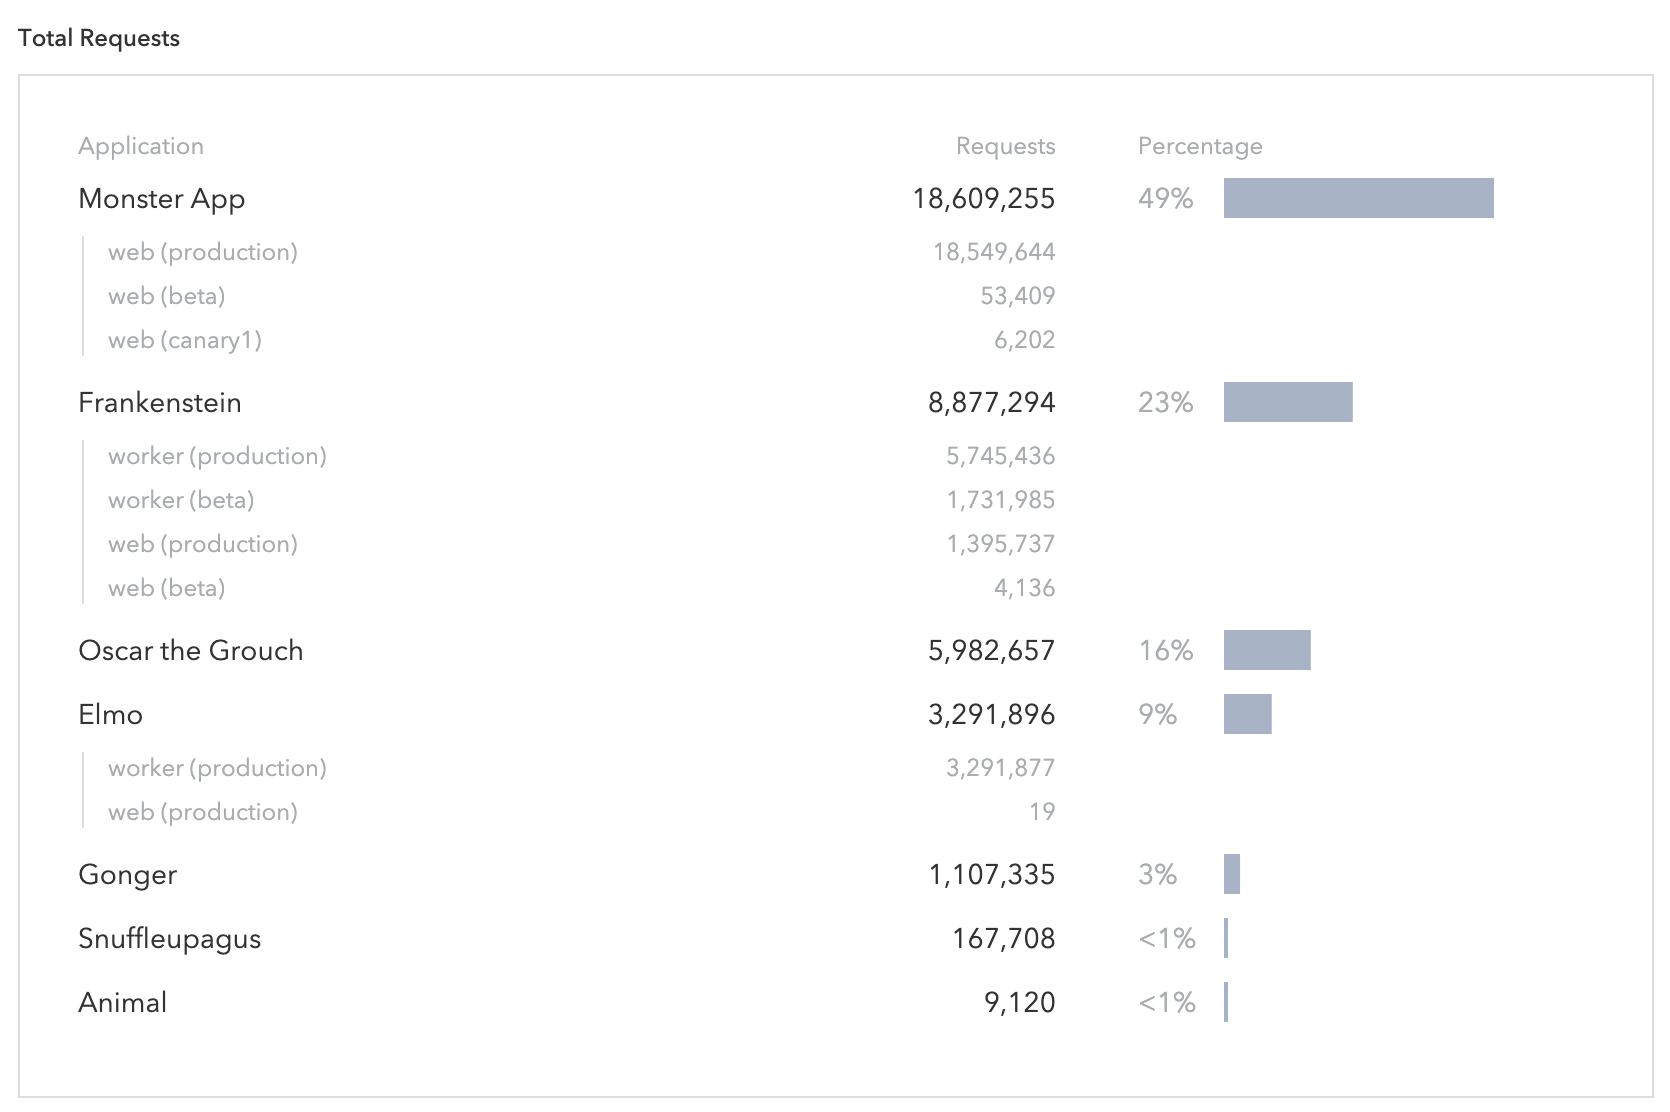 Total Requests
Application Requests Percentage
Monster App 18,609,255 49%
web (production) 18,549,644
web (beta) 53,409
web (canary1) 6,202
Frankenstein 8,877,294 23%
worker (production) 5,745,436
worker (beta) 1,731,985
web (production) 1,395,737
web (beta) 4,136
Oscar the Grouch 5,982,657 16%
Elmo 3,291,896 9%
worker (production) 3,291,877
web (production) 19
Gonger 1,107,335 3%
Snuffleupagus 167,708 <1%
Animal 9,120 <1%